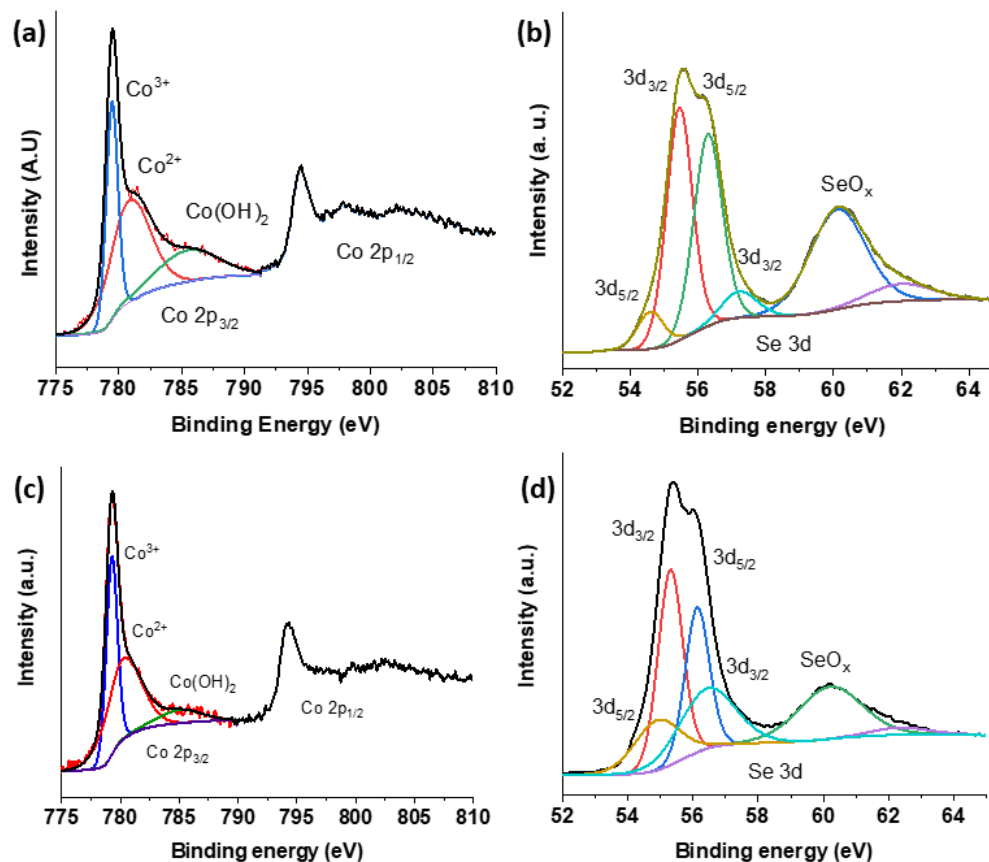 (a)
Intensity (A.U)
Co³⁺
Co²⁺
Co(OH)₂
Co 2p₃/₂
Co 2p₁/₂
775 780 785 790 795 800 805 810
Binding Energy (eV)
(b)
Intensity (a. u.)
3d₃/₂
3d₅/₂
SeOₓ
3d₃/₂
3d₅/₂
Se 3d
52 54 56 58 60 62 64
Binding energy (eV)
(c)
Intensity (a.u.)
Co³⁺
Co²⁺
Co(OH)₂
Co 2p₃/₂
Co 2p₁/₂
775 780 785 790 795 800 805 810
Binding energy (eV)
(d)
Intensity (a.u.)
3d₃/₂
3d₅/₂
3d₃/₂
SeOₓ
3d₅/₂
Se 3d
52 54 56 58 60 62 64
Binding energy (eV)